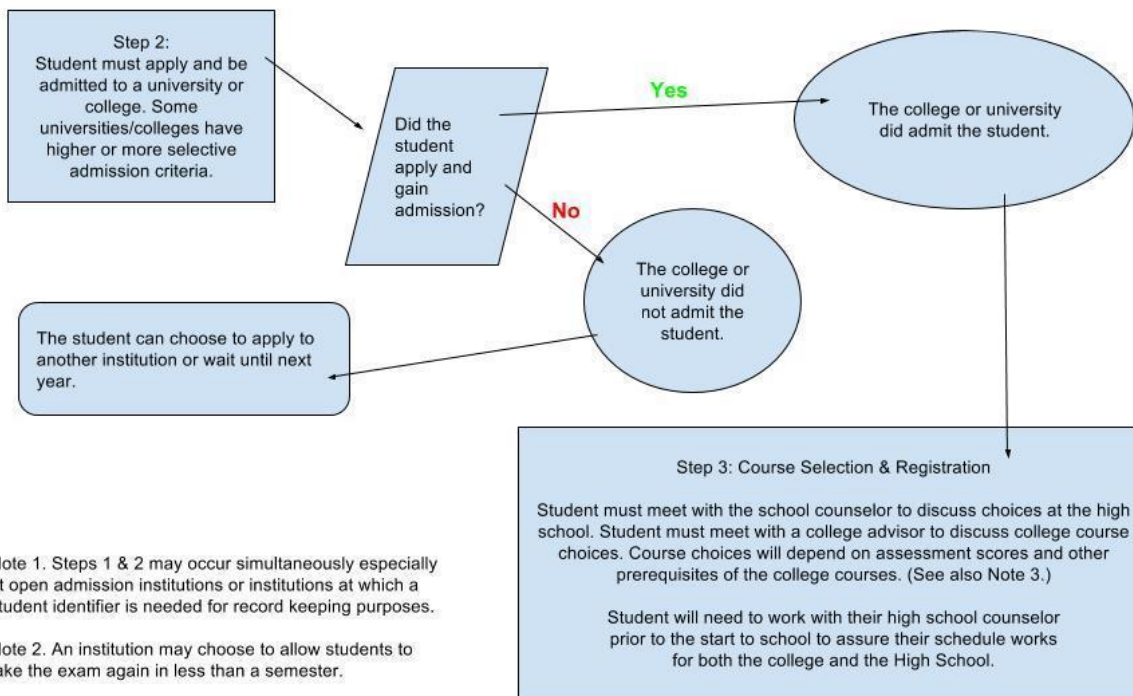 Step 2:
Student must apply and be
admitted to a university or
college. Some
universities/colleges have
higher or more selective
admission criteria.
Did the
student
apply and
gain
admission?
Yes
The college or university
did admit the student.
No
The college or
university did
not admit the
student.
The student can choose to apply to
another institution or wait until next
year.
Step 3: Course Selection & Registration
Student must meet with the school counselor to discuss choices at the high
school. Student must meet with a college advisor to discuss college course
choices. Course choices will depend on assessment scores and other
prerequisites of the college courses. (See also Note 3.)
Student will need to work with their high school counselor
prior to the start to school to assure their schedule works
for both the college and the High School.
ote 1. Steps 1 & 2 may occur simultaneously especially
t open admission institutions or institutions at which a
tudent identifier is needed for record keeping purposes.
ote 2. An institution may choose to allow students to
ake the exam again in less than a semester.